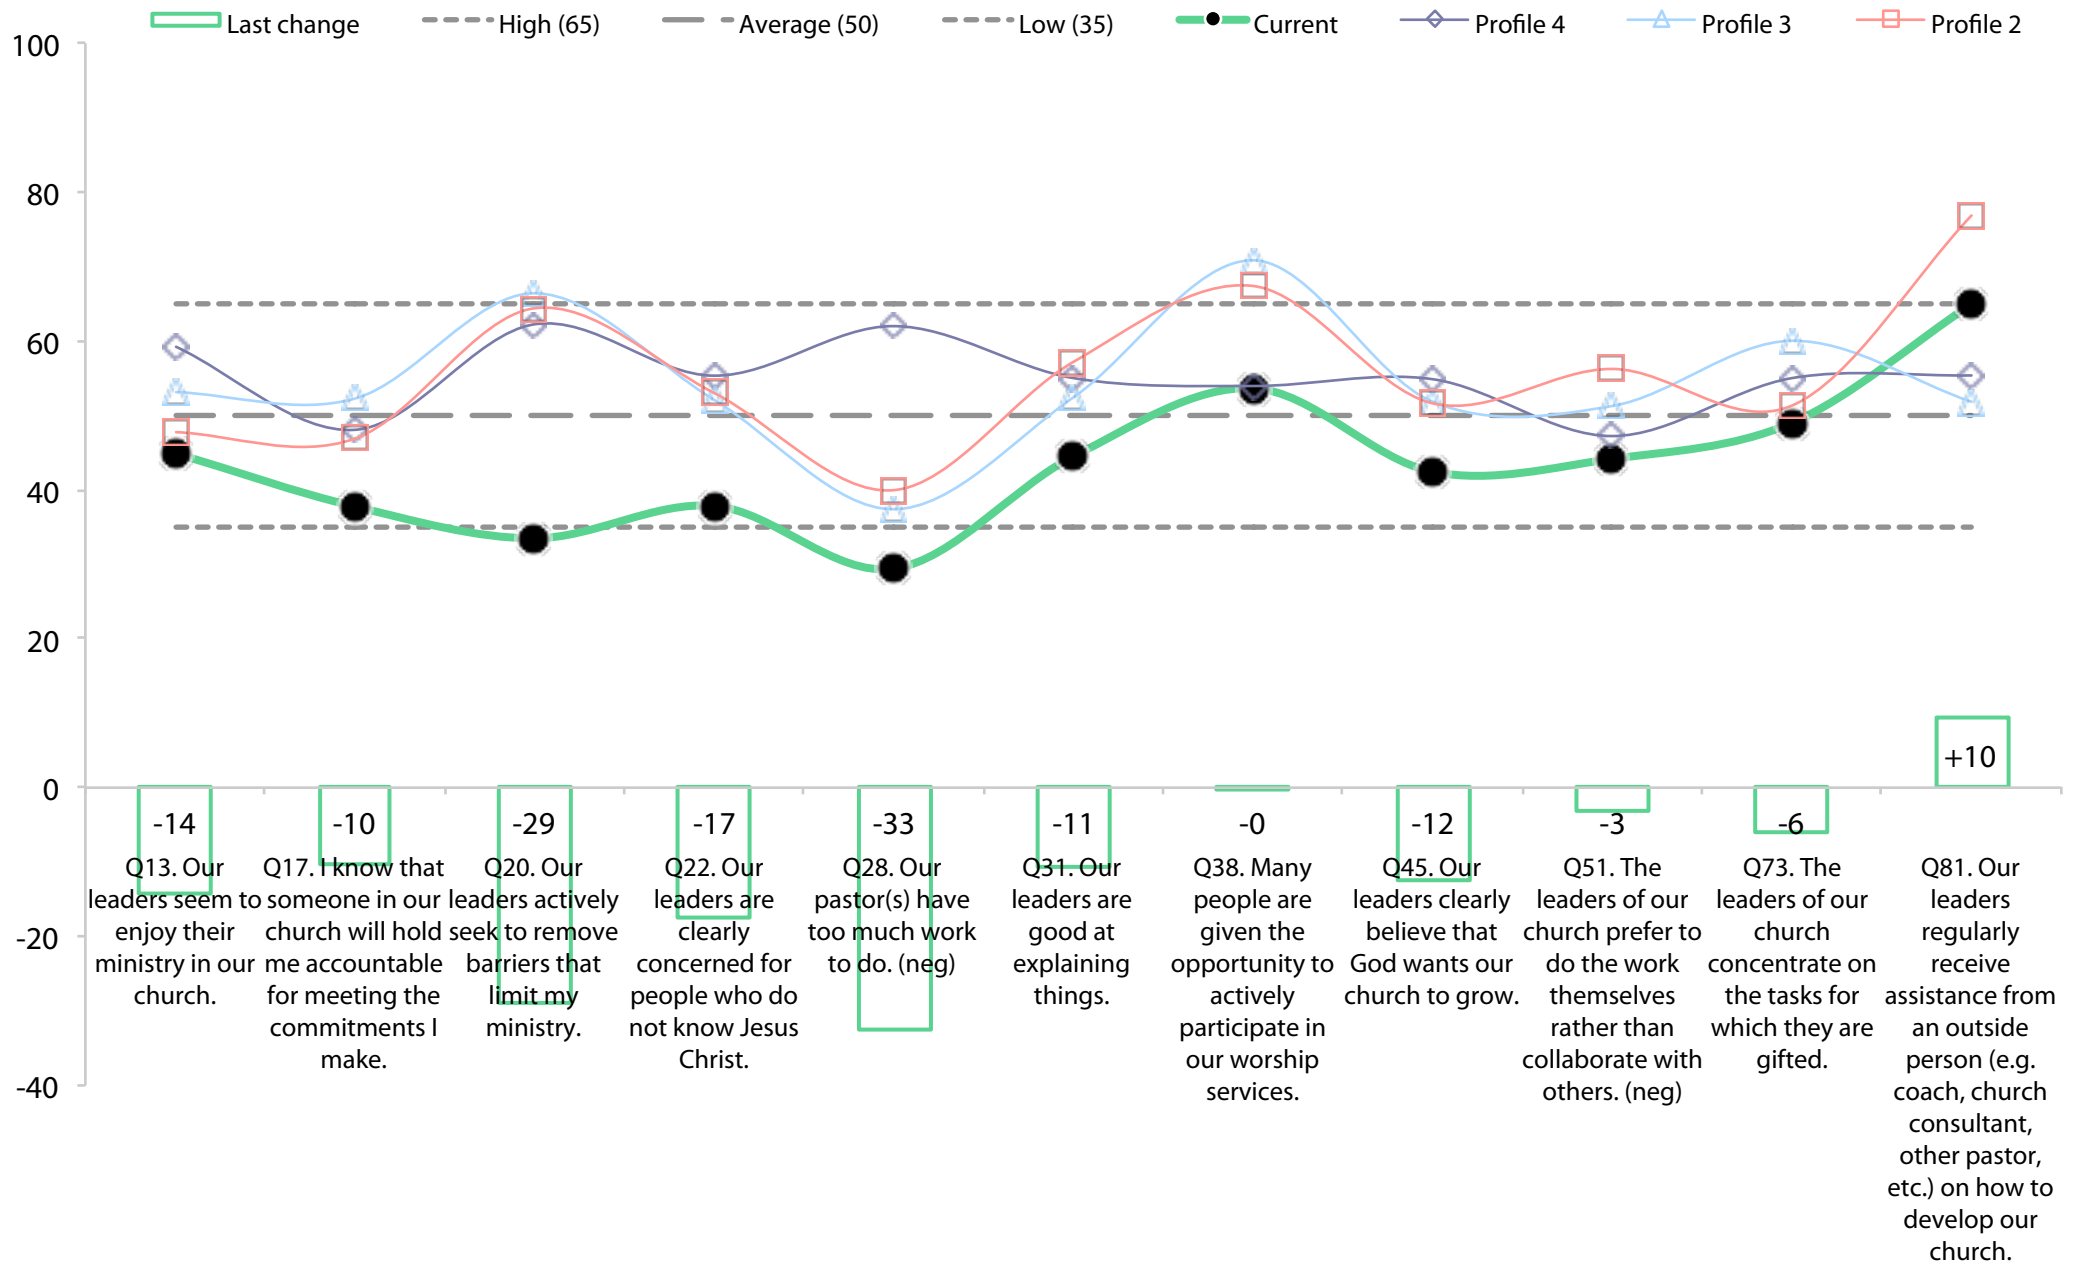 Last change
High (65)
Average (50)
Low (35)
Current
Profile 4
Profile 3
Profile 2
100
80
60
40
20
0
-20
-40
-14
-10
-29
-17
-33
-11
-0
-12
-3
-6
+10
Q13. Our
leaders seem to
enjoy their
ministry in our
church.
Q17. I know that
someone in our
church will hold
me accountable
for meeting the
commitments I
make.
Q20. Our
leaders actively
seek to remove
barriers that
limit my
ministry.
Q22. Our
leaders are
clearly
concerned for
people who do
not know Jesus
Christ.
Q28. Our
pastor(s) have
too much work
to do. (neg)
Q31. Our
leaders are
good at
explaining
things.
Q38. Many
people are
given the
opportunity to
actively
participate in
our worship
services.
Q45. Our
leaders clearly
believe that
God wants our
church to grow.
Q51. The
leaders of our
church prefer to
do the work
themselves
rather than
collaborate with
others. (neg)
Q73. The
leaders of our
church
concentrate on
the tasks for
which they are
gifted.
Q81. Our
leaders
regularly
receive
assistance from
an outside
person (e.g.
coach, church
consultant,
other pastor,
etc.) on how to
develop our
church.